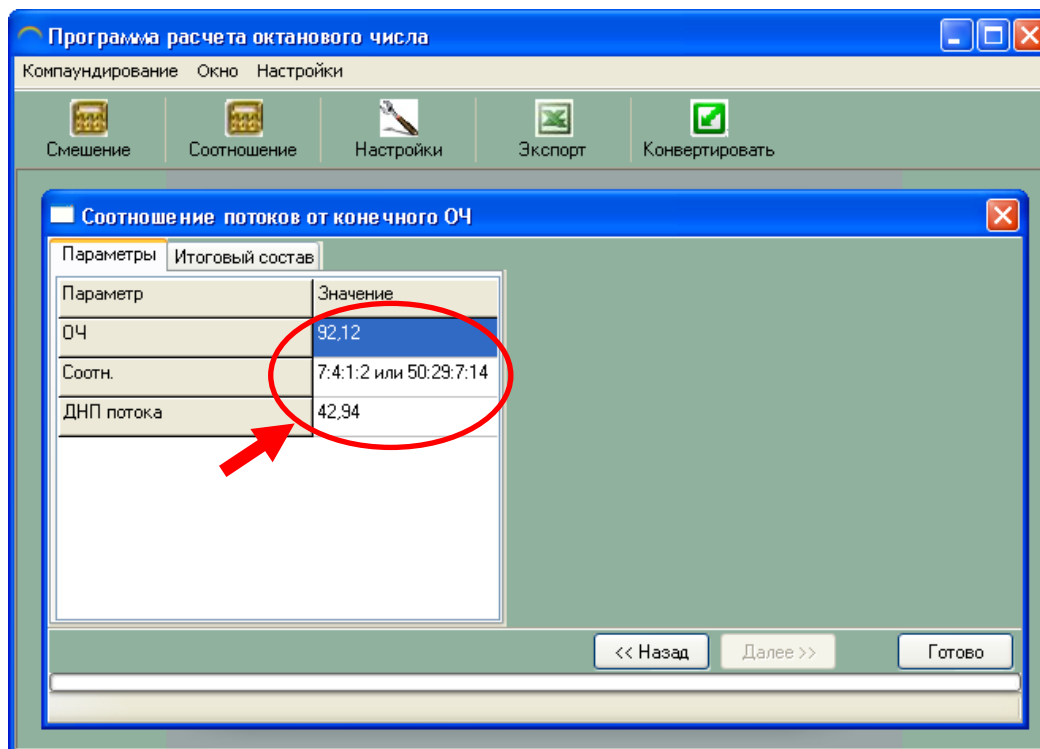 Программа расчета октанового числа
Компаундирование Окно Настройки
Смешение Соотношение Настройки Экспорт Конвертировать
Соотношение потоков от конечного ОЧ
Параметры Итоговый состав
Параметр Значение
ОЧ 92,12
Соотн. 7:4:1:2 или 50:29:7:14
ДНП потока 42,94
<< Назад Далее >> Готово